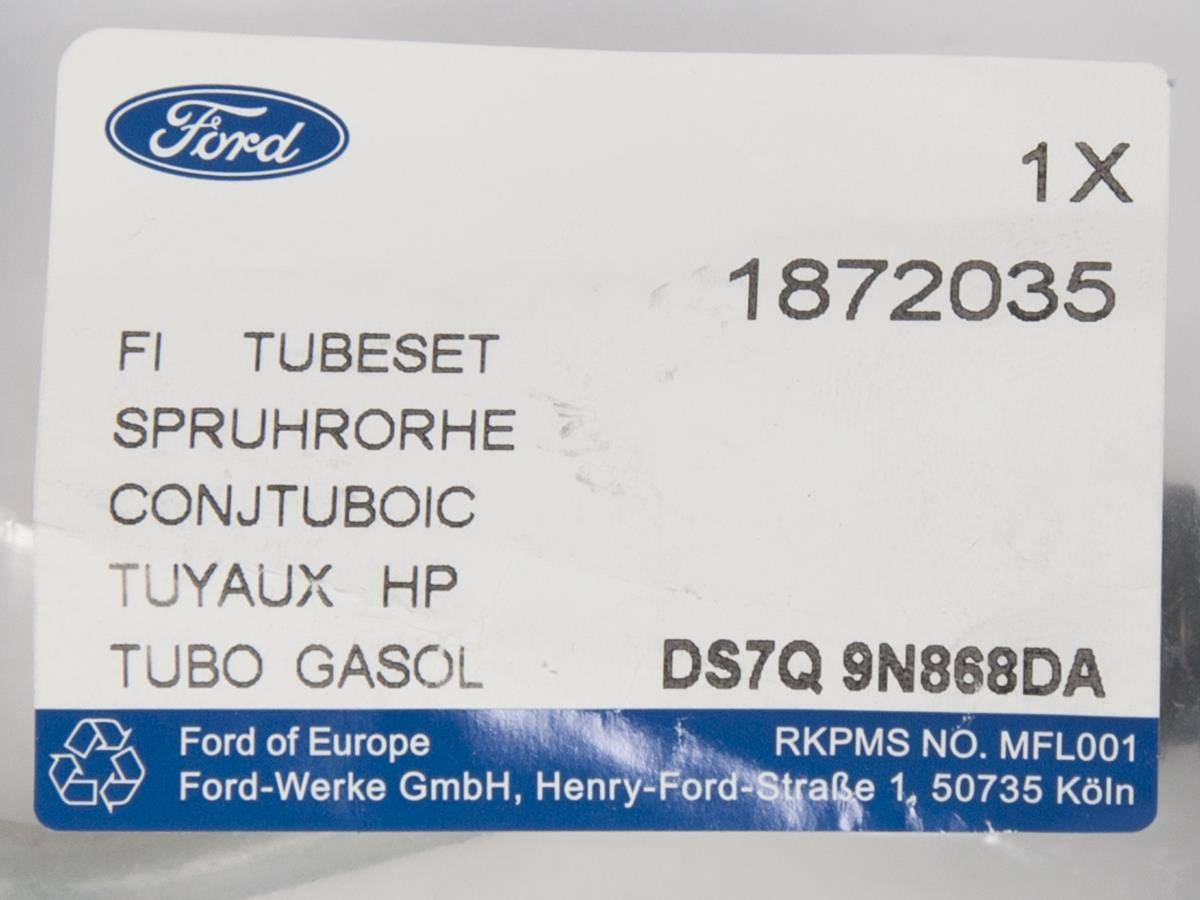 Ford
1X
1872035
FI TUBESET
SPRUHRORHE
CONJTUBOIC
TUYAUX HP
TUBO GASOL
DS7Q 9N868DA
Ford of Europe
RKPMS NO. MFL001
Ford-Werke GmbH, Henry-Ford-Straße 1, 50735 Köln